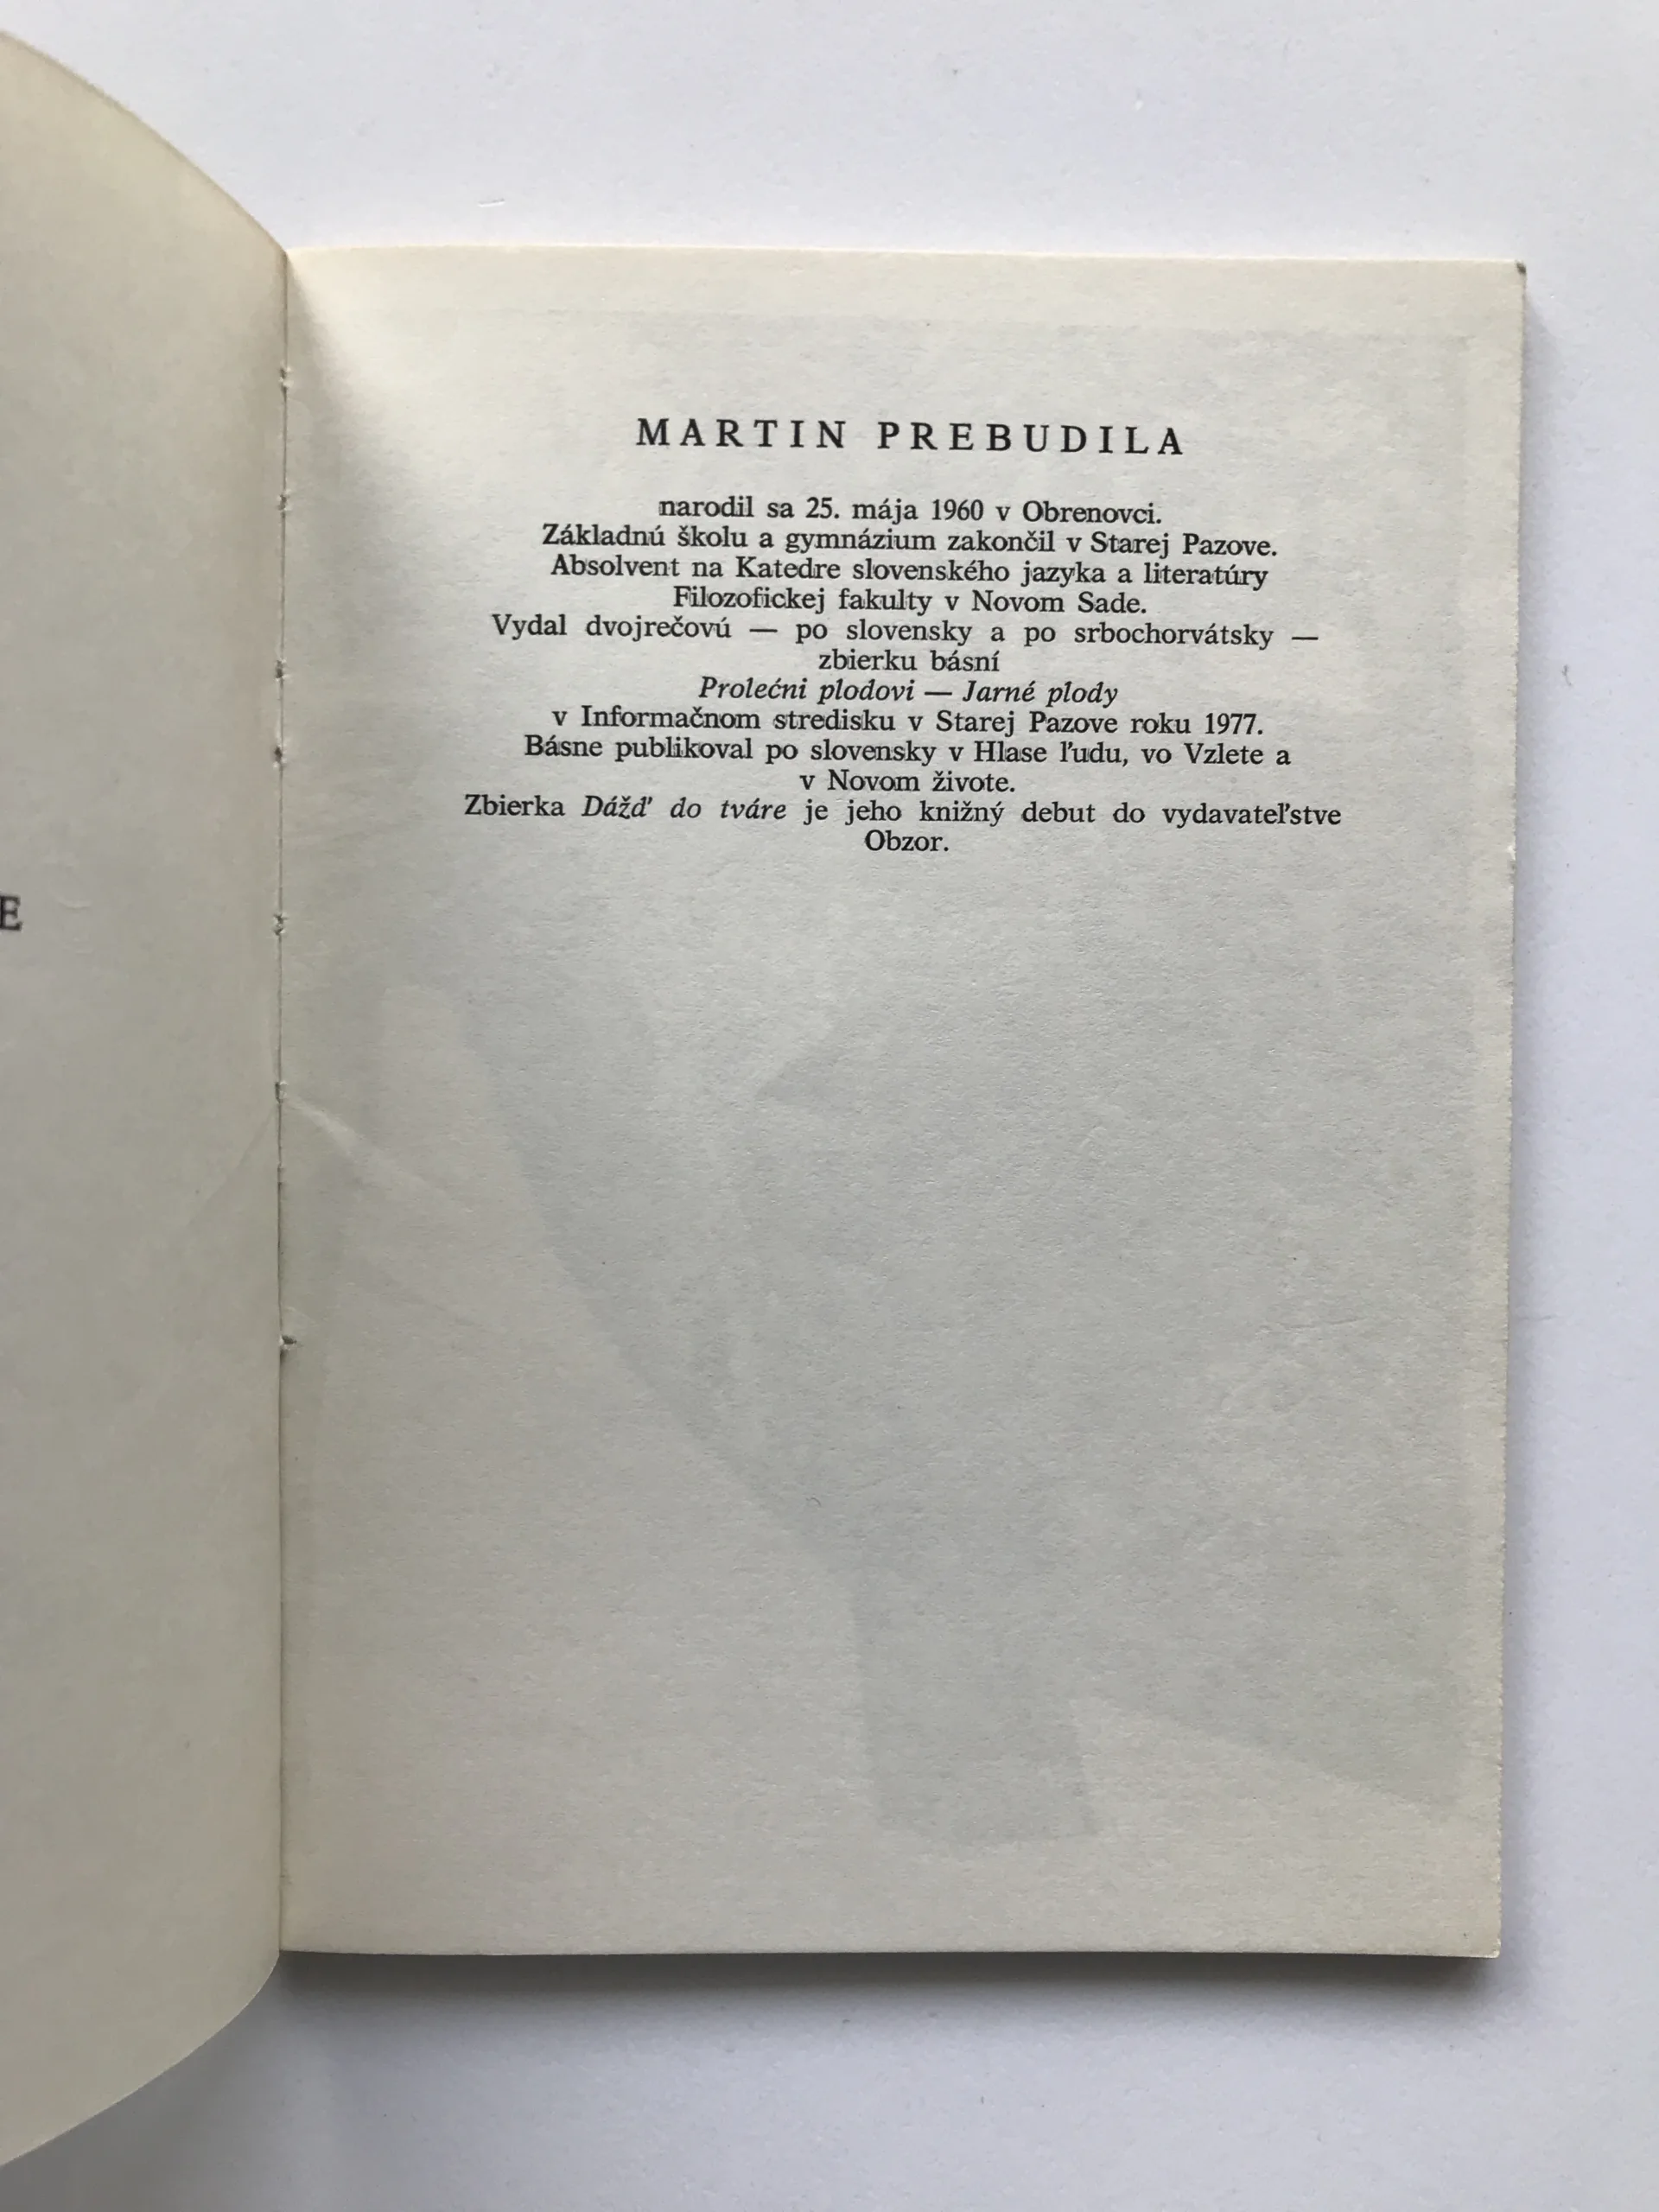 E
MARTIN PREBUDILA
narodil sa 25. mája 1960 v Obrenovci.
Základnú školu a gymnázium zakončil v Starej Pazove.
Absolvent na Katedre slovenského jazyka a literatúry
Filozofickej fakulty v Novom Sade.
Vydal dvojrečovú — po slovensky a po srbochorvátsky —
zbierku básní
Prolećni plodovi — Jarné plody
v Informačnom stredisku v Starej Pazove roku 1977.
Básne publikoval po slovensky v Hlase ľudu, vo Vzlete a
v Novom živote.
Zbierka Dážď do tváre je jeho knižný debut do vydavateľstve
Obzor.